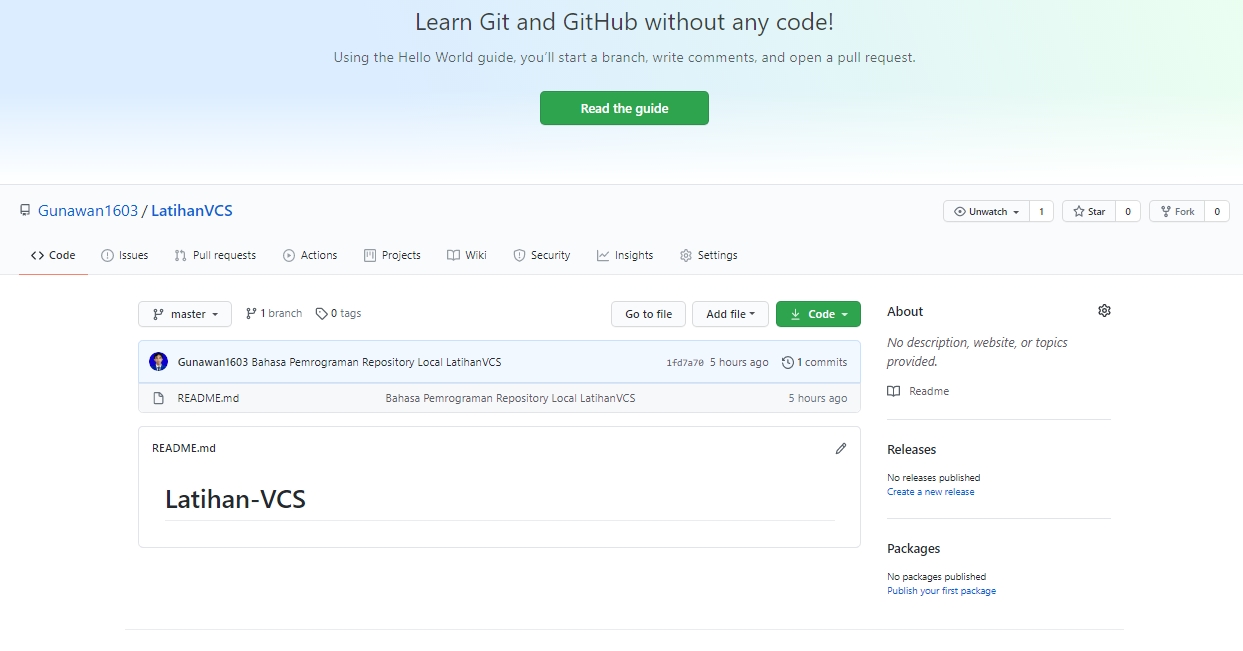 Learn Git and GitHub without any code!
Using the Hello World guide, you’ll start a branch, write comments, and open a pull request.
Read the guide
Gunawan1603 / LatihanVCS
Unwatch 1 Star 0 Fork 0
Code Issues Pull requests Actions Projects Wiki Security Insights Settings
master 1 branch 0 tags Go to file Add file Code
Gunawan1603 Bahasa Pemrograman Repository Local LatihanVCS 1fd7a70 5 hours ago 1 commits
README.md Bahasa Pemrograman Repository Local LatihanVCS 5 hours ago
README.md
Latihan-VCS
About
No description, website, or topics
provided.
Readme
Releases
No releases published
Create a new release
Packages
No packages published
Publish your first package